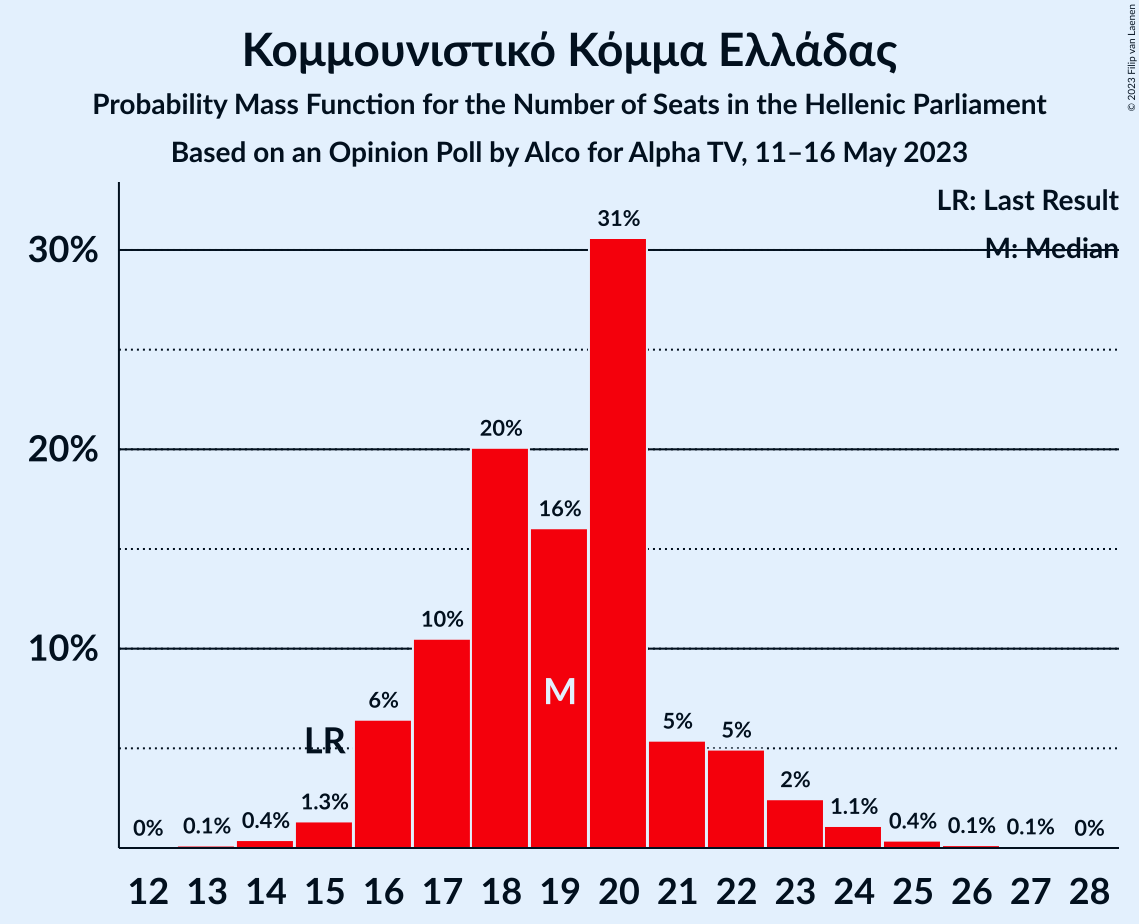 Κομμουνιστικό Κόμμα Ελλάδας
Probability Mass Function for the Number of Seats in the Hellenic Parliament
Based on an Opinion Poll by Alco for Alpha TV, 11–16 May 2023
© 2023 Filip van Laenen
LR: Last Result
M: Median
30%
20%
10%
0%
0.1%
0.4%
1.3%
LR
6%
10%
20%
16%
M
31%
5%
5%
2%
1.1%
0.4%
0.1%
0.1%
0%
12 13 14 15 16 17 18 19 20 21 22 23 24 25 26 27 28